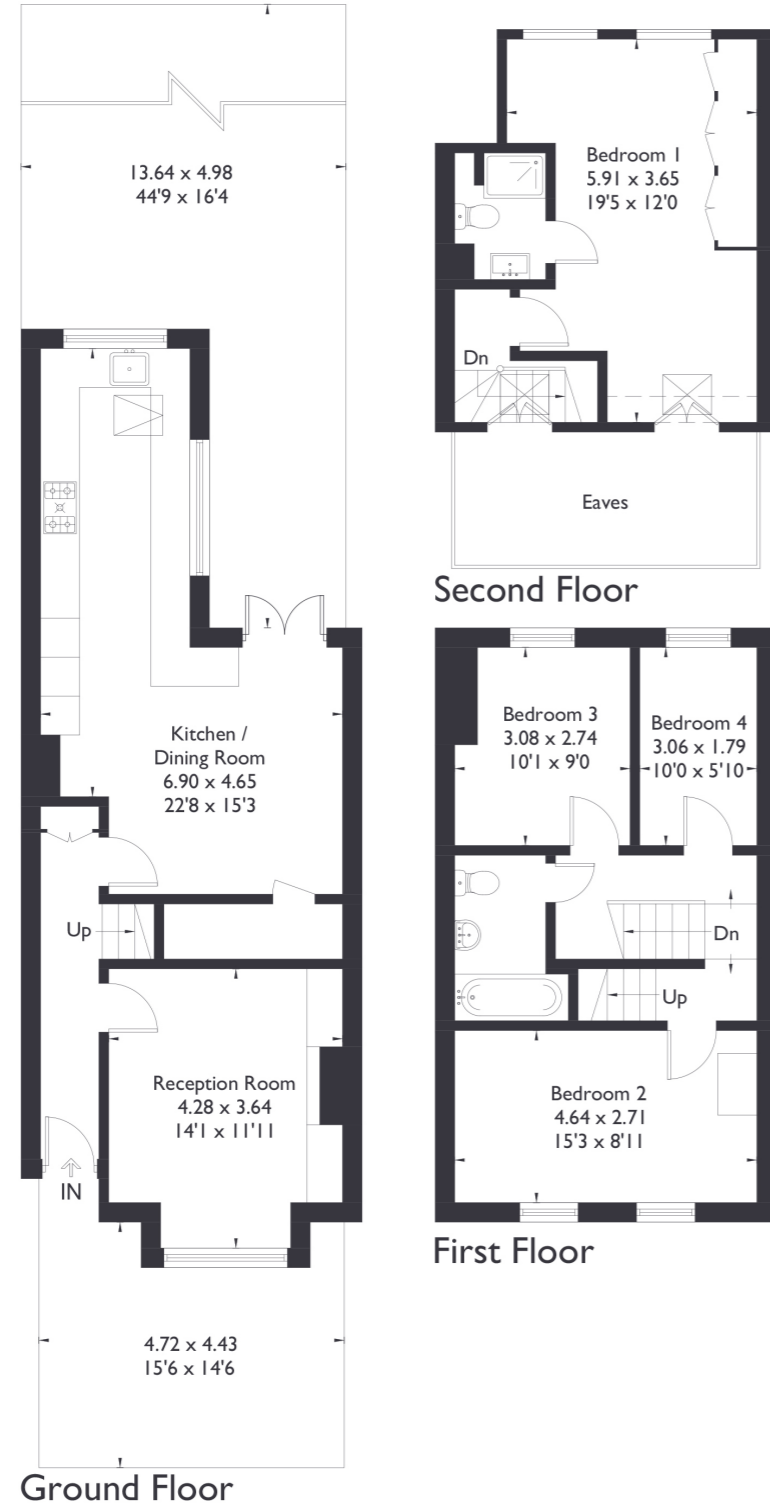 13.64 x 4.98
44'9 x 16'4
Kitchen /
Dining Room
6.90 x 4.65
22'8 x 15'3
Up
Reception Room
4.28 x 3.64
14'1 x 11'11
IN
4.72 x 4.43
15'6 x 14'6
Ground Floor
Bedroom 1
5.91 x 3.65
19'5 x 12'0
Dn
Eaves
Second Floor
Bedroom 3
3.08 x 2.74
10'1 x 9'0
Bedroom 4
3.06 x 1.79
10'0 x 5'10
Dn
Up
Bedroom 2
4.64 x 2.71
15'3 x 8'11
First Floor